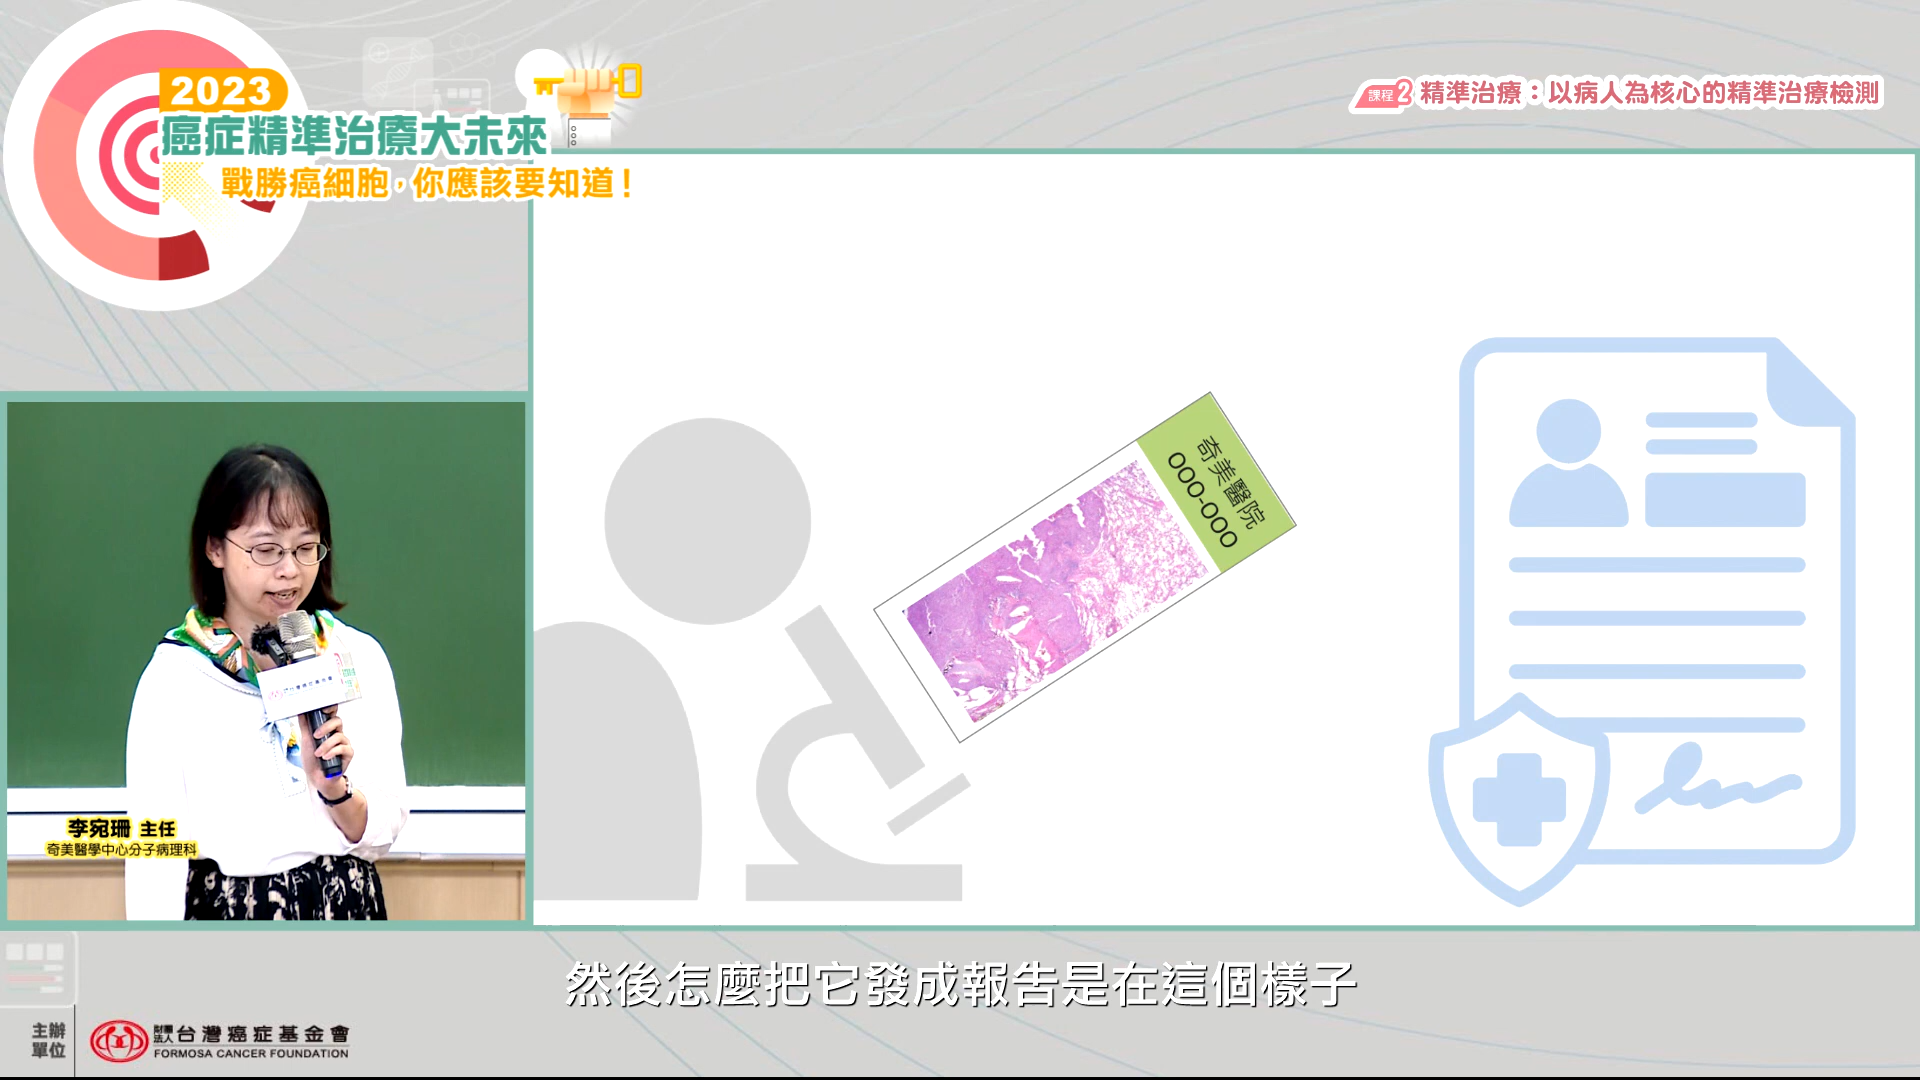 2023
癌症精準治療大未來
戰勝癌細胞,你應該要知道!
課程2 精準治療:以病人為核心的精準治療檢測
奇美醫院
000-000
李宛珊 主任
奇美醫學中心分子病理科
然後怎麼把它發成報告是在這個樣子
主辦
單位
財團
法人
台灣癌症基金會
FORMOSA CANCER FOUNDATION